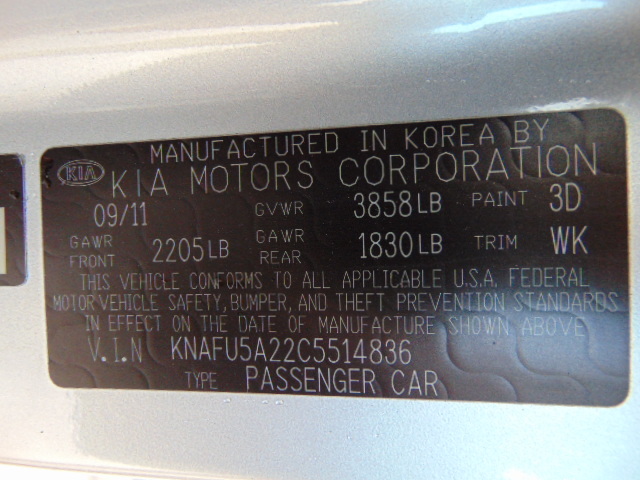 MANUFACTURED IN KOREA BY
KIA KIA MOTORS CORPORATION
09/11 GVWR 3858LB PAINT 3D
GAWR FRONT 2205LB GAWR REAR 1830LB TRIM WK
THIS VEHICLE CONFORMS TO ALL APPLICABLE U.S.A. FEDERAL
MOTOR VEHICLE SAFETY, BUMPER, AND THEFT PREVENTION STANDARDS
IN EFFECT ON THE DATE OF MANUFACTURE SHOWN ABOVE
V.I.N KNAFU5A22C5514836
TYPE PASSENGER CAR